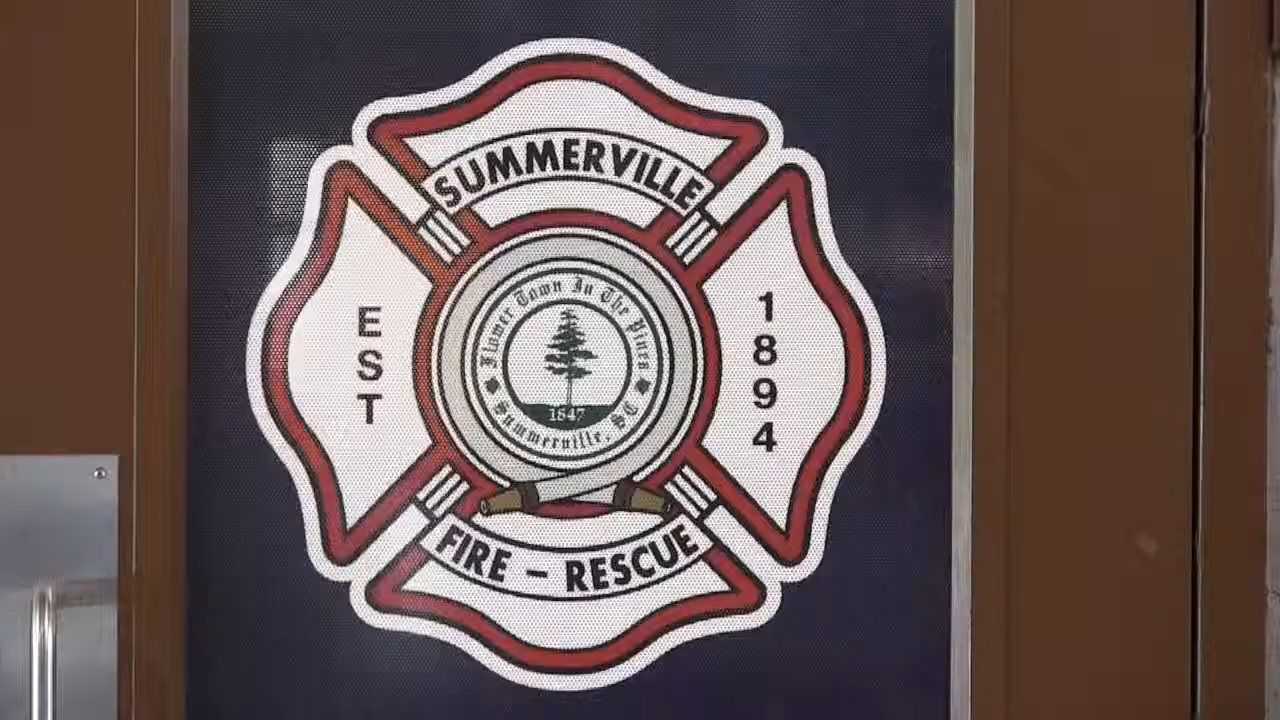 SUMMERVILLE
EST
1894
Flower Town In The Pines
1847
Summerville, SC
FIRE – RESCUE